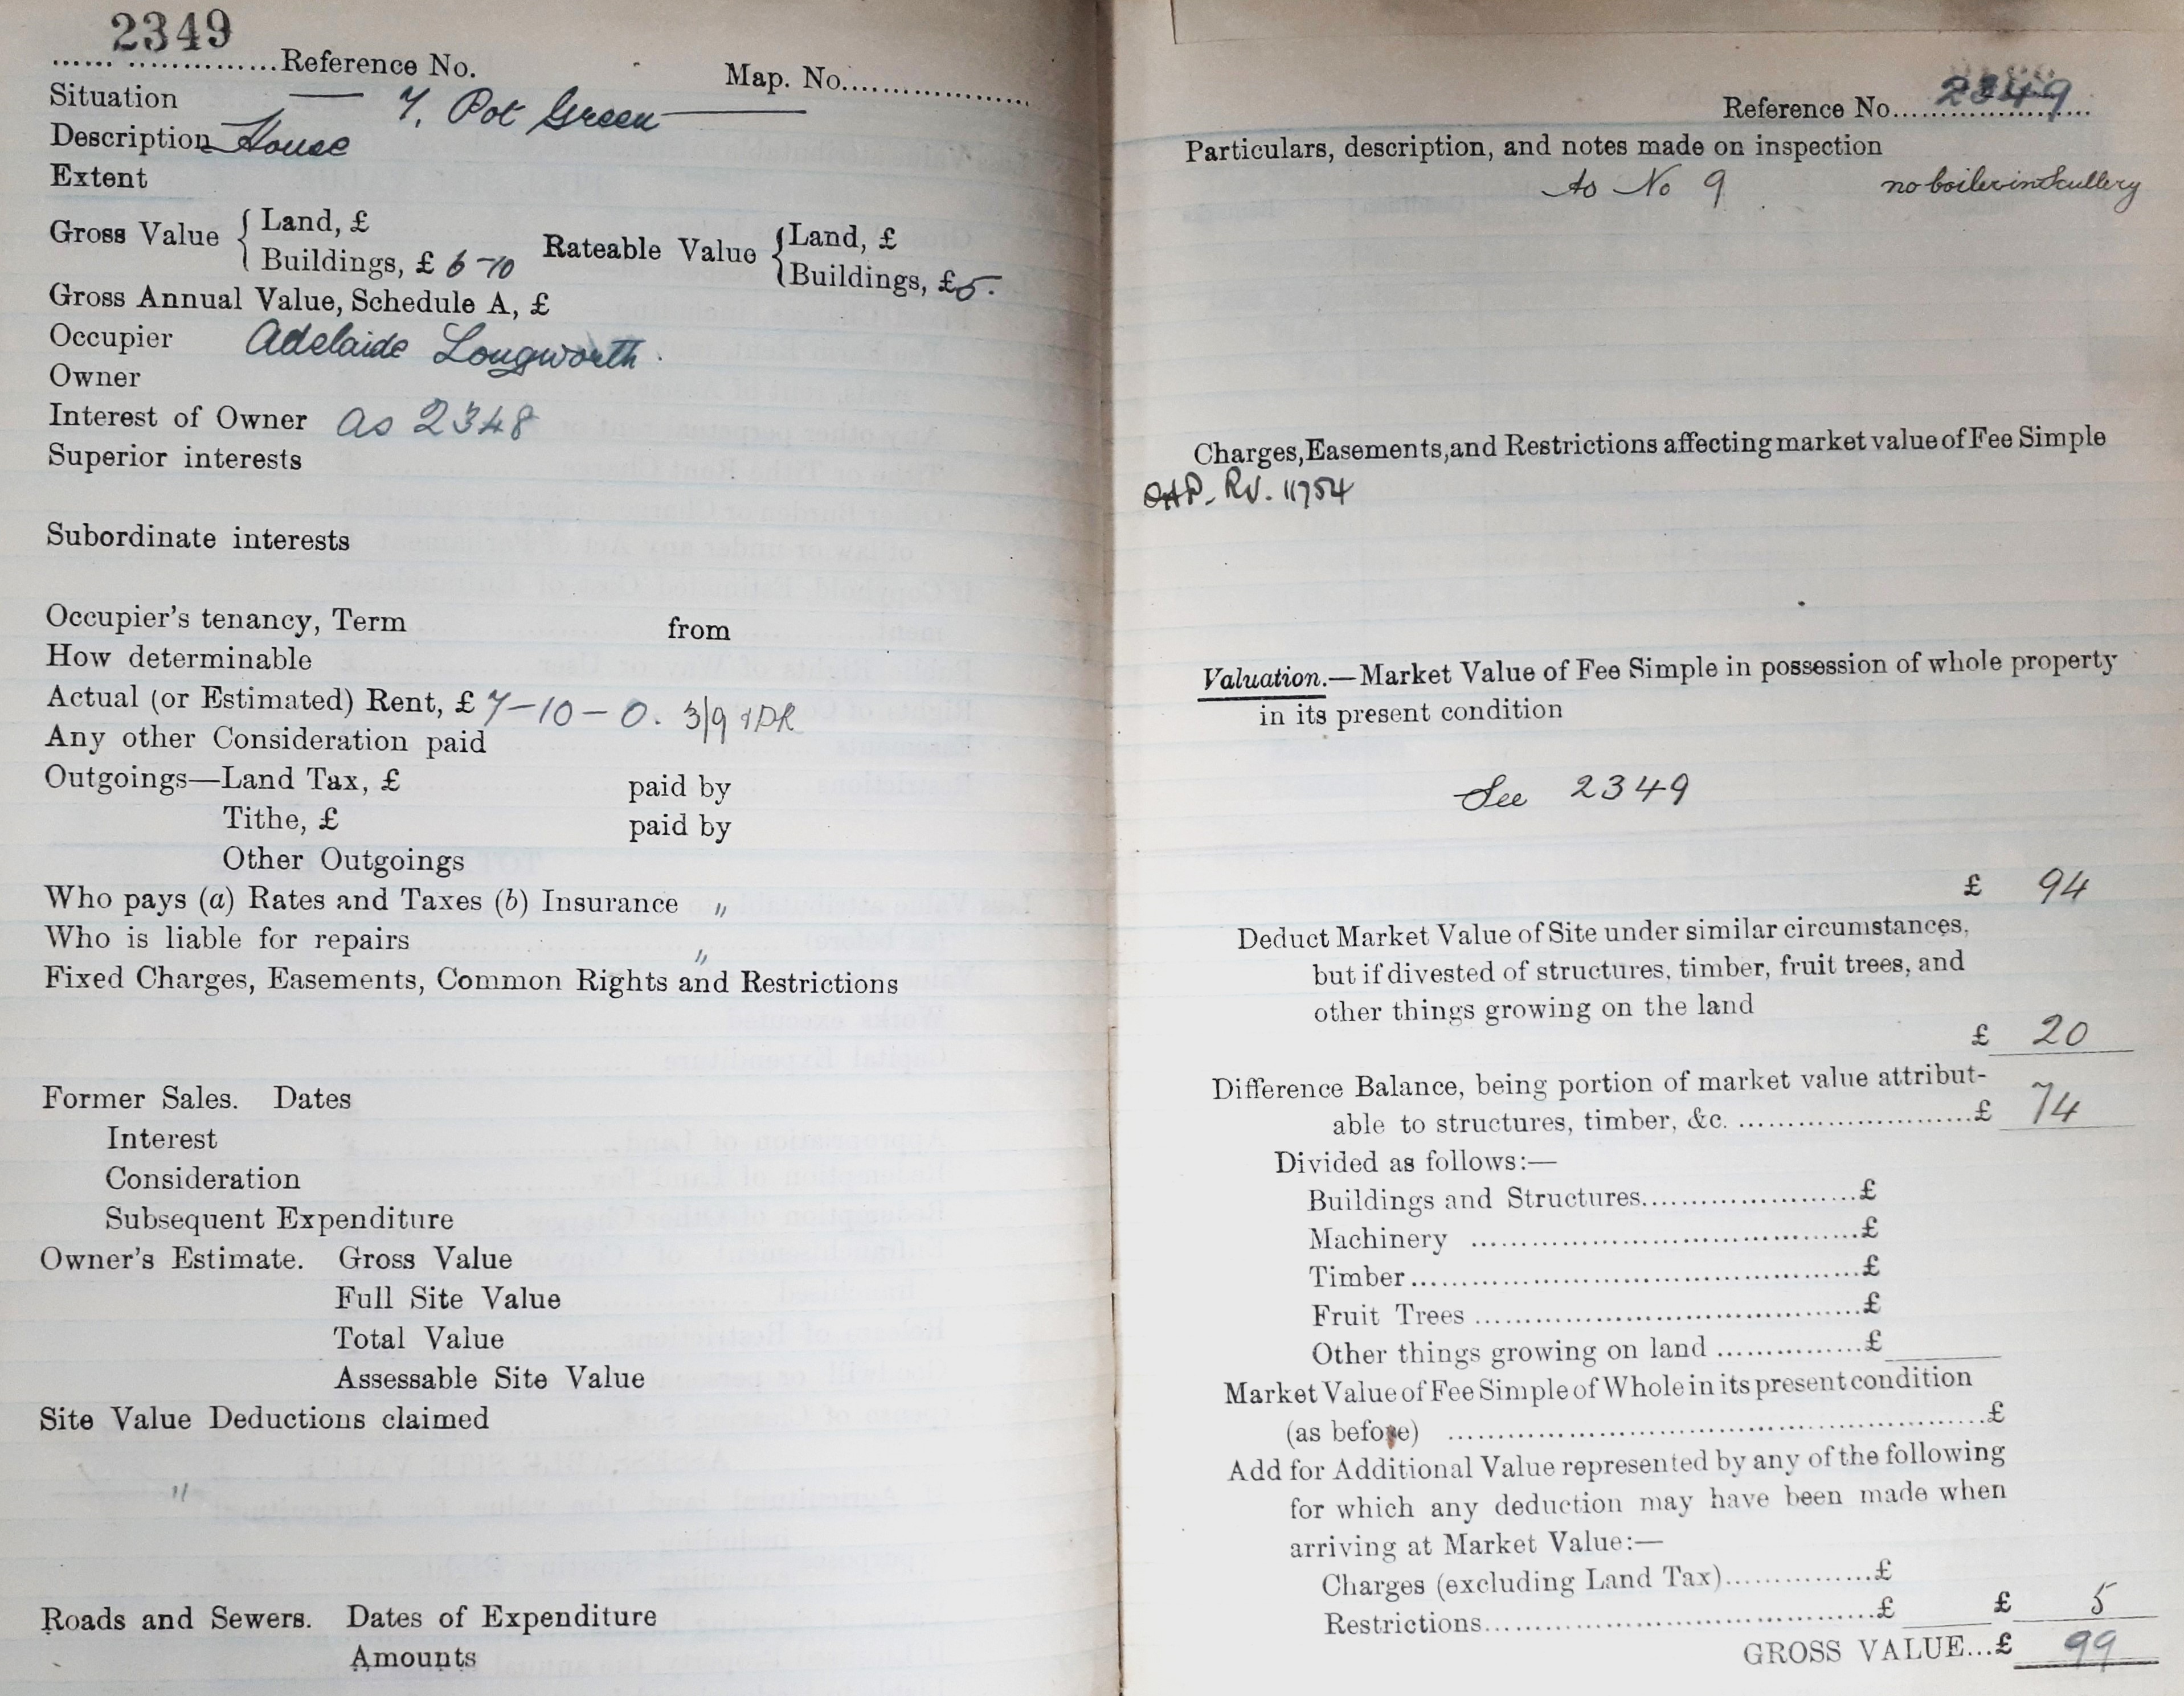 2349
...... ..............Reference No. Map. No....................
Situation — 7, Pot Green —
Description House
Extent
Gross Value { Land, £ Rateable Value { Land, £
Buildings, £ 6-10 Buildings, £5.
Gross Annual Value, Schedule A, £
Occupier Adelaide Longworth.
Owner
Interest of Owner as 2348
Superior interests
Subordinate interests
Occupier's tenancy, Term from
How determinable
Actual (or Estimated) Rent, £ 7-10-0. 3/9 & DR
Any other Consideration paid
Outgoings—Land Tax, £ paid by
Tithe, £ paid by
Other Outgoings
Who pays (a) Rates and Taxes (b) Insurance "
Who is liable for repairs "
Fixed Charges, Easements, Common Rights and Restrictions
Former Sales. Dates
Interest
Consideration
Subsequent Expenditure
Owner's Estimate. Gross Value
Full Site Value
Total Value
Assessable Site Value
Site Value Deductions claimed
"
Roads and Sewers. Dates of Expenditure
Amounts
Reference No. 2349
Particulars, description, and notes made on inspection
As No 9 no boiler in Scullery
Charges, Easements, and Restrictions affecting market value of Fee Simple
R.V. 11754
Valuation.—Market Value of Fee Simple in possession of whole property
in its present condition
See 2349
£ 94
Deduct Market Value of Site under similar circumstances,
but if divested of structures, timber, fruit trees, and
other things growing on the land
£ 20
Difference Balance, being portion of market value attribut-
able to structures, timber, &c. ........................£ 74
Divided as follows:—
Buildings and Structures......................£
Machinery ........................................£
Timber..............................................£
Fruit Trees .......................................£
Other things growing on land ...............£
Market Value of Fee Simple of Whole in its present condition
(as before) ......................................................£
Add for Additional Value represented by any of the following
for which any deduction may have been made when
arriving at Market Value:—
Charges (excluding Land Tax)...............£
Restrictions.......................................£ £ 5
GROSS VALUE...£ 99